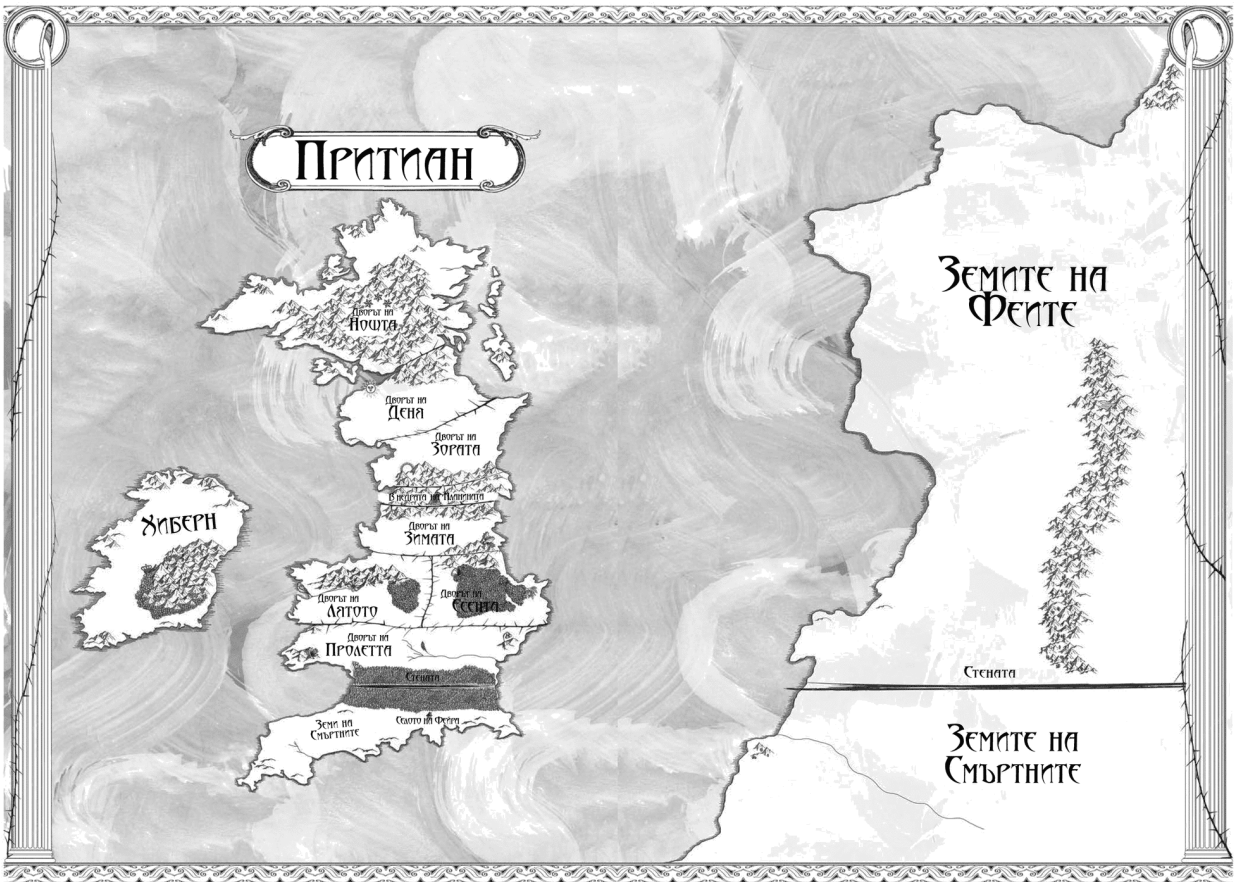 Притиан
Земите на
Феите
Дворът на
Нощта
Дворът на
Деня
Дворът на
Зората
В недрита на Планината
Хиберн
Дворът на
Зимата
Дворът на
Лятото
Дворът на
Есента
Дворът на
Пролетта
Стената
Стената
Земи на
Смъртните
Селото на Фейра
Земите на
Смъртните